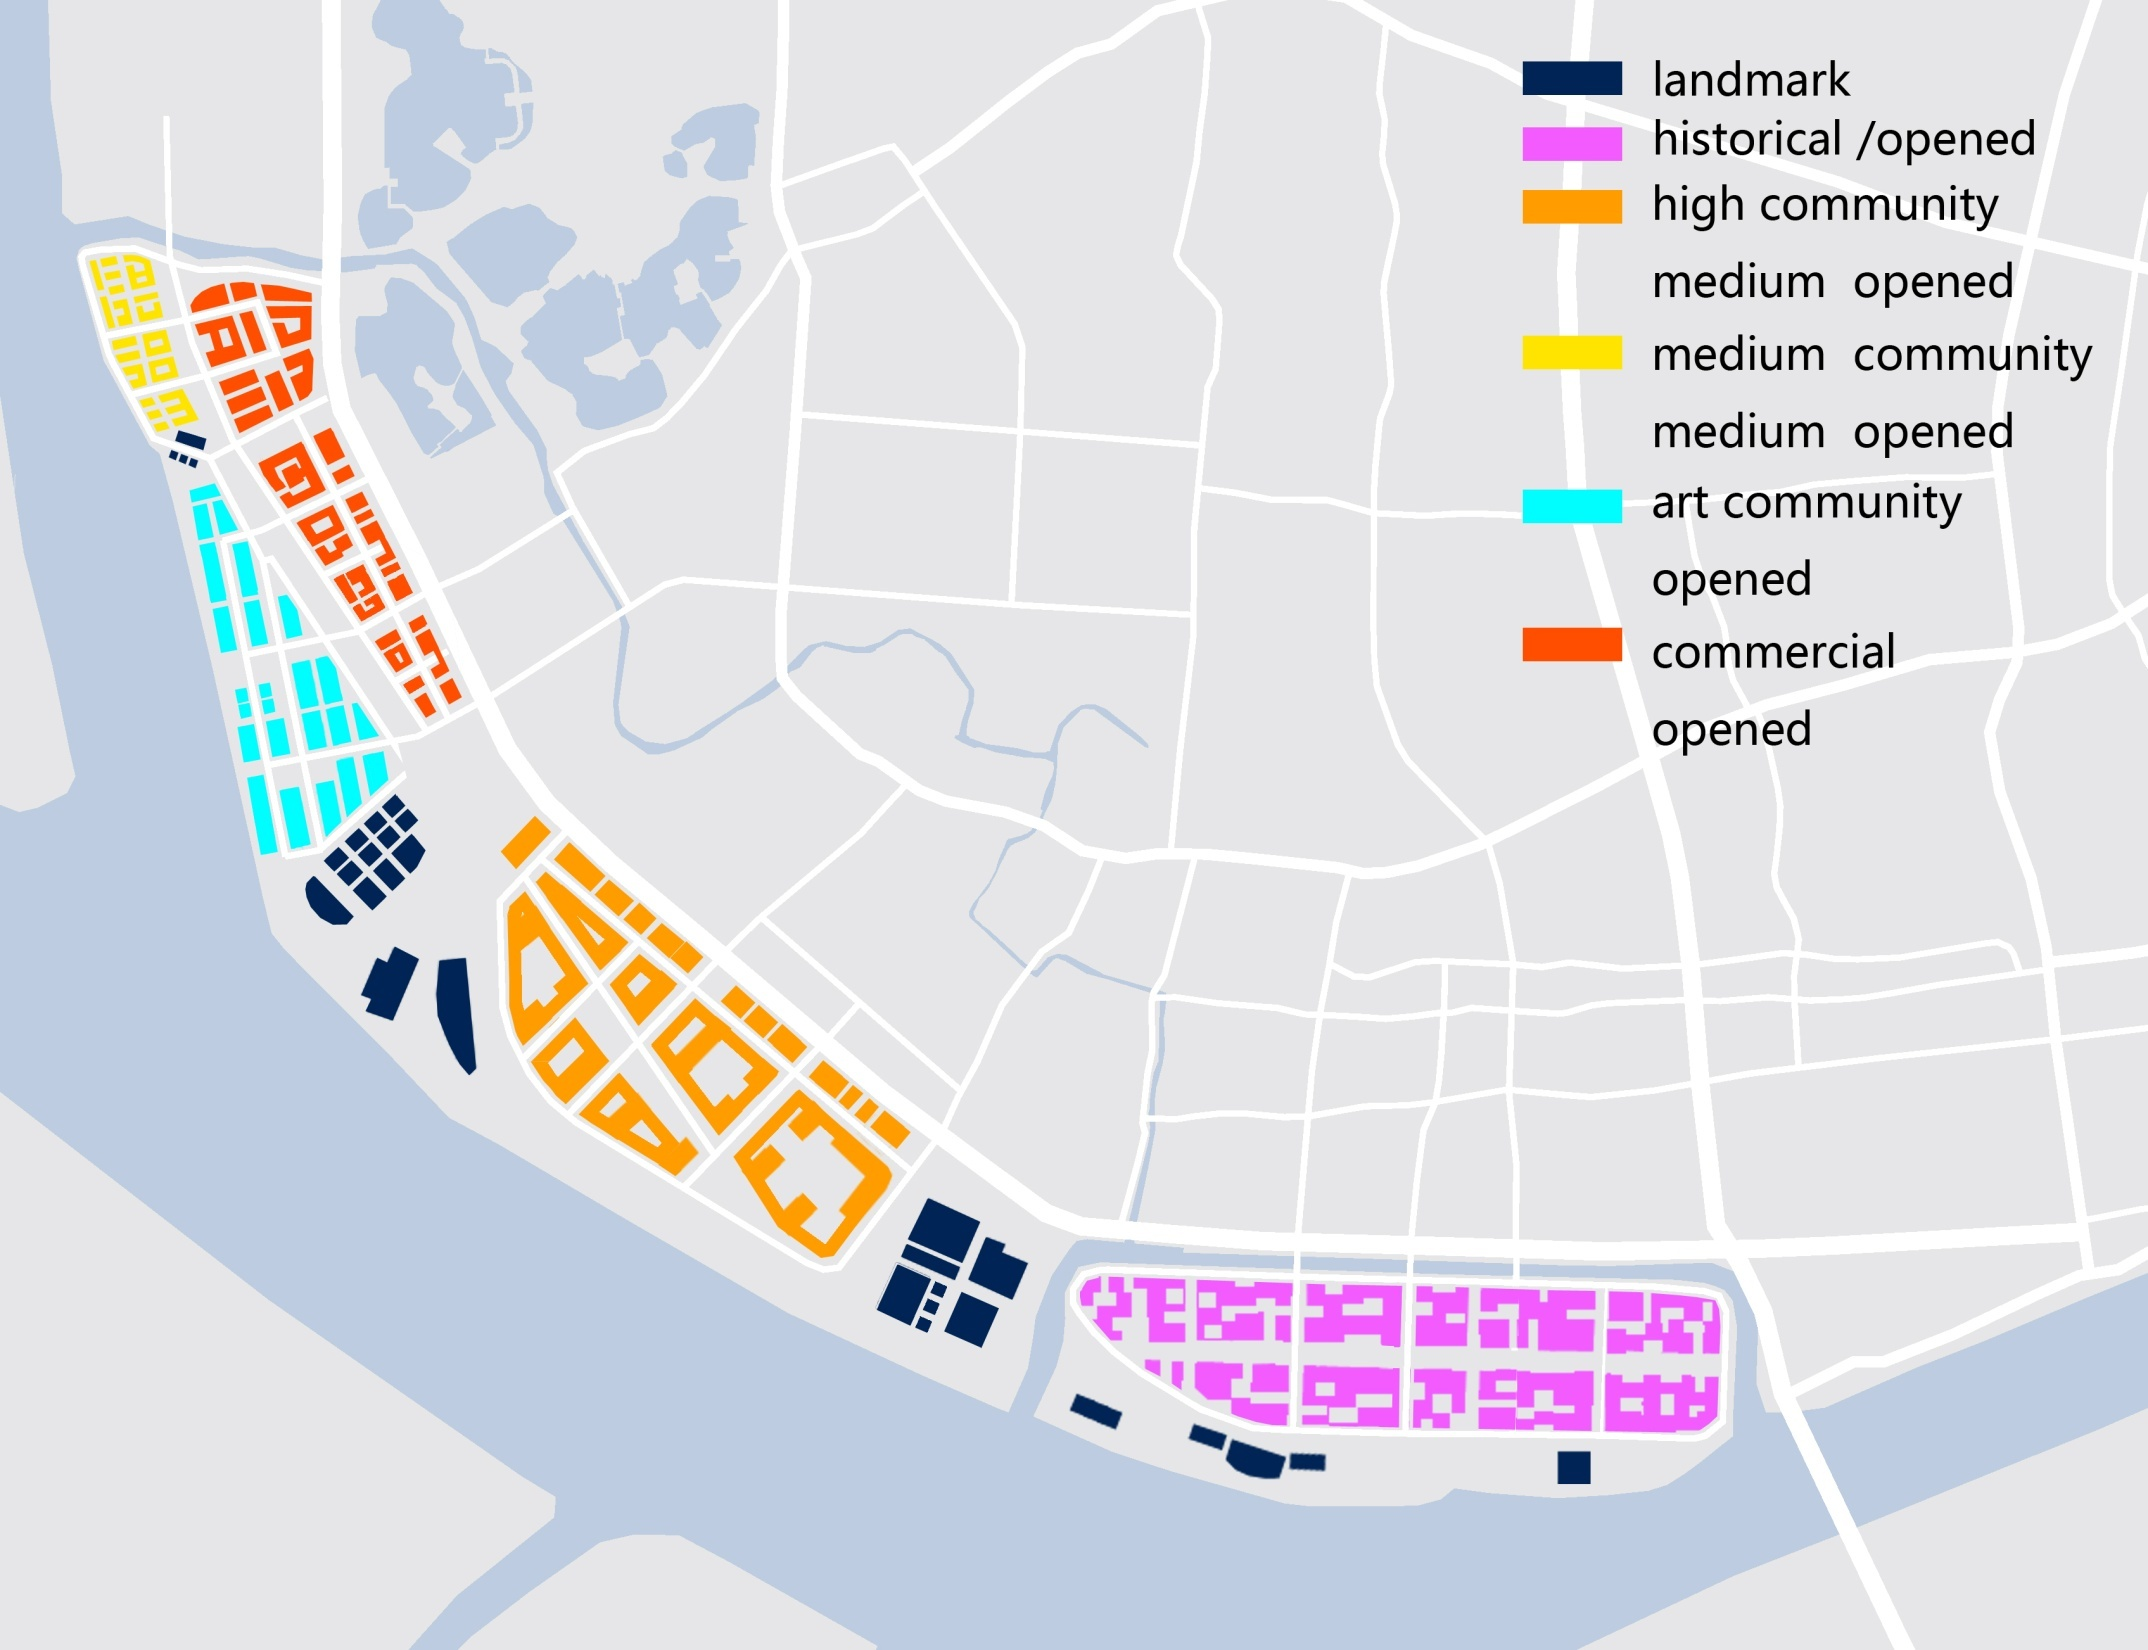 landmark
historical /opened
high community
medium opened
medium community
medium opened
art community
opened
commercial
opened